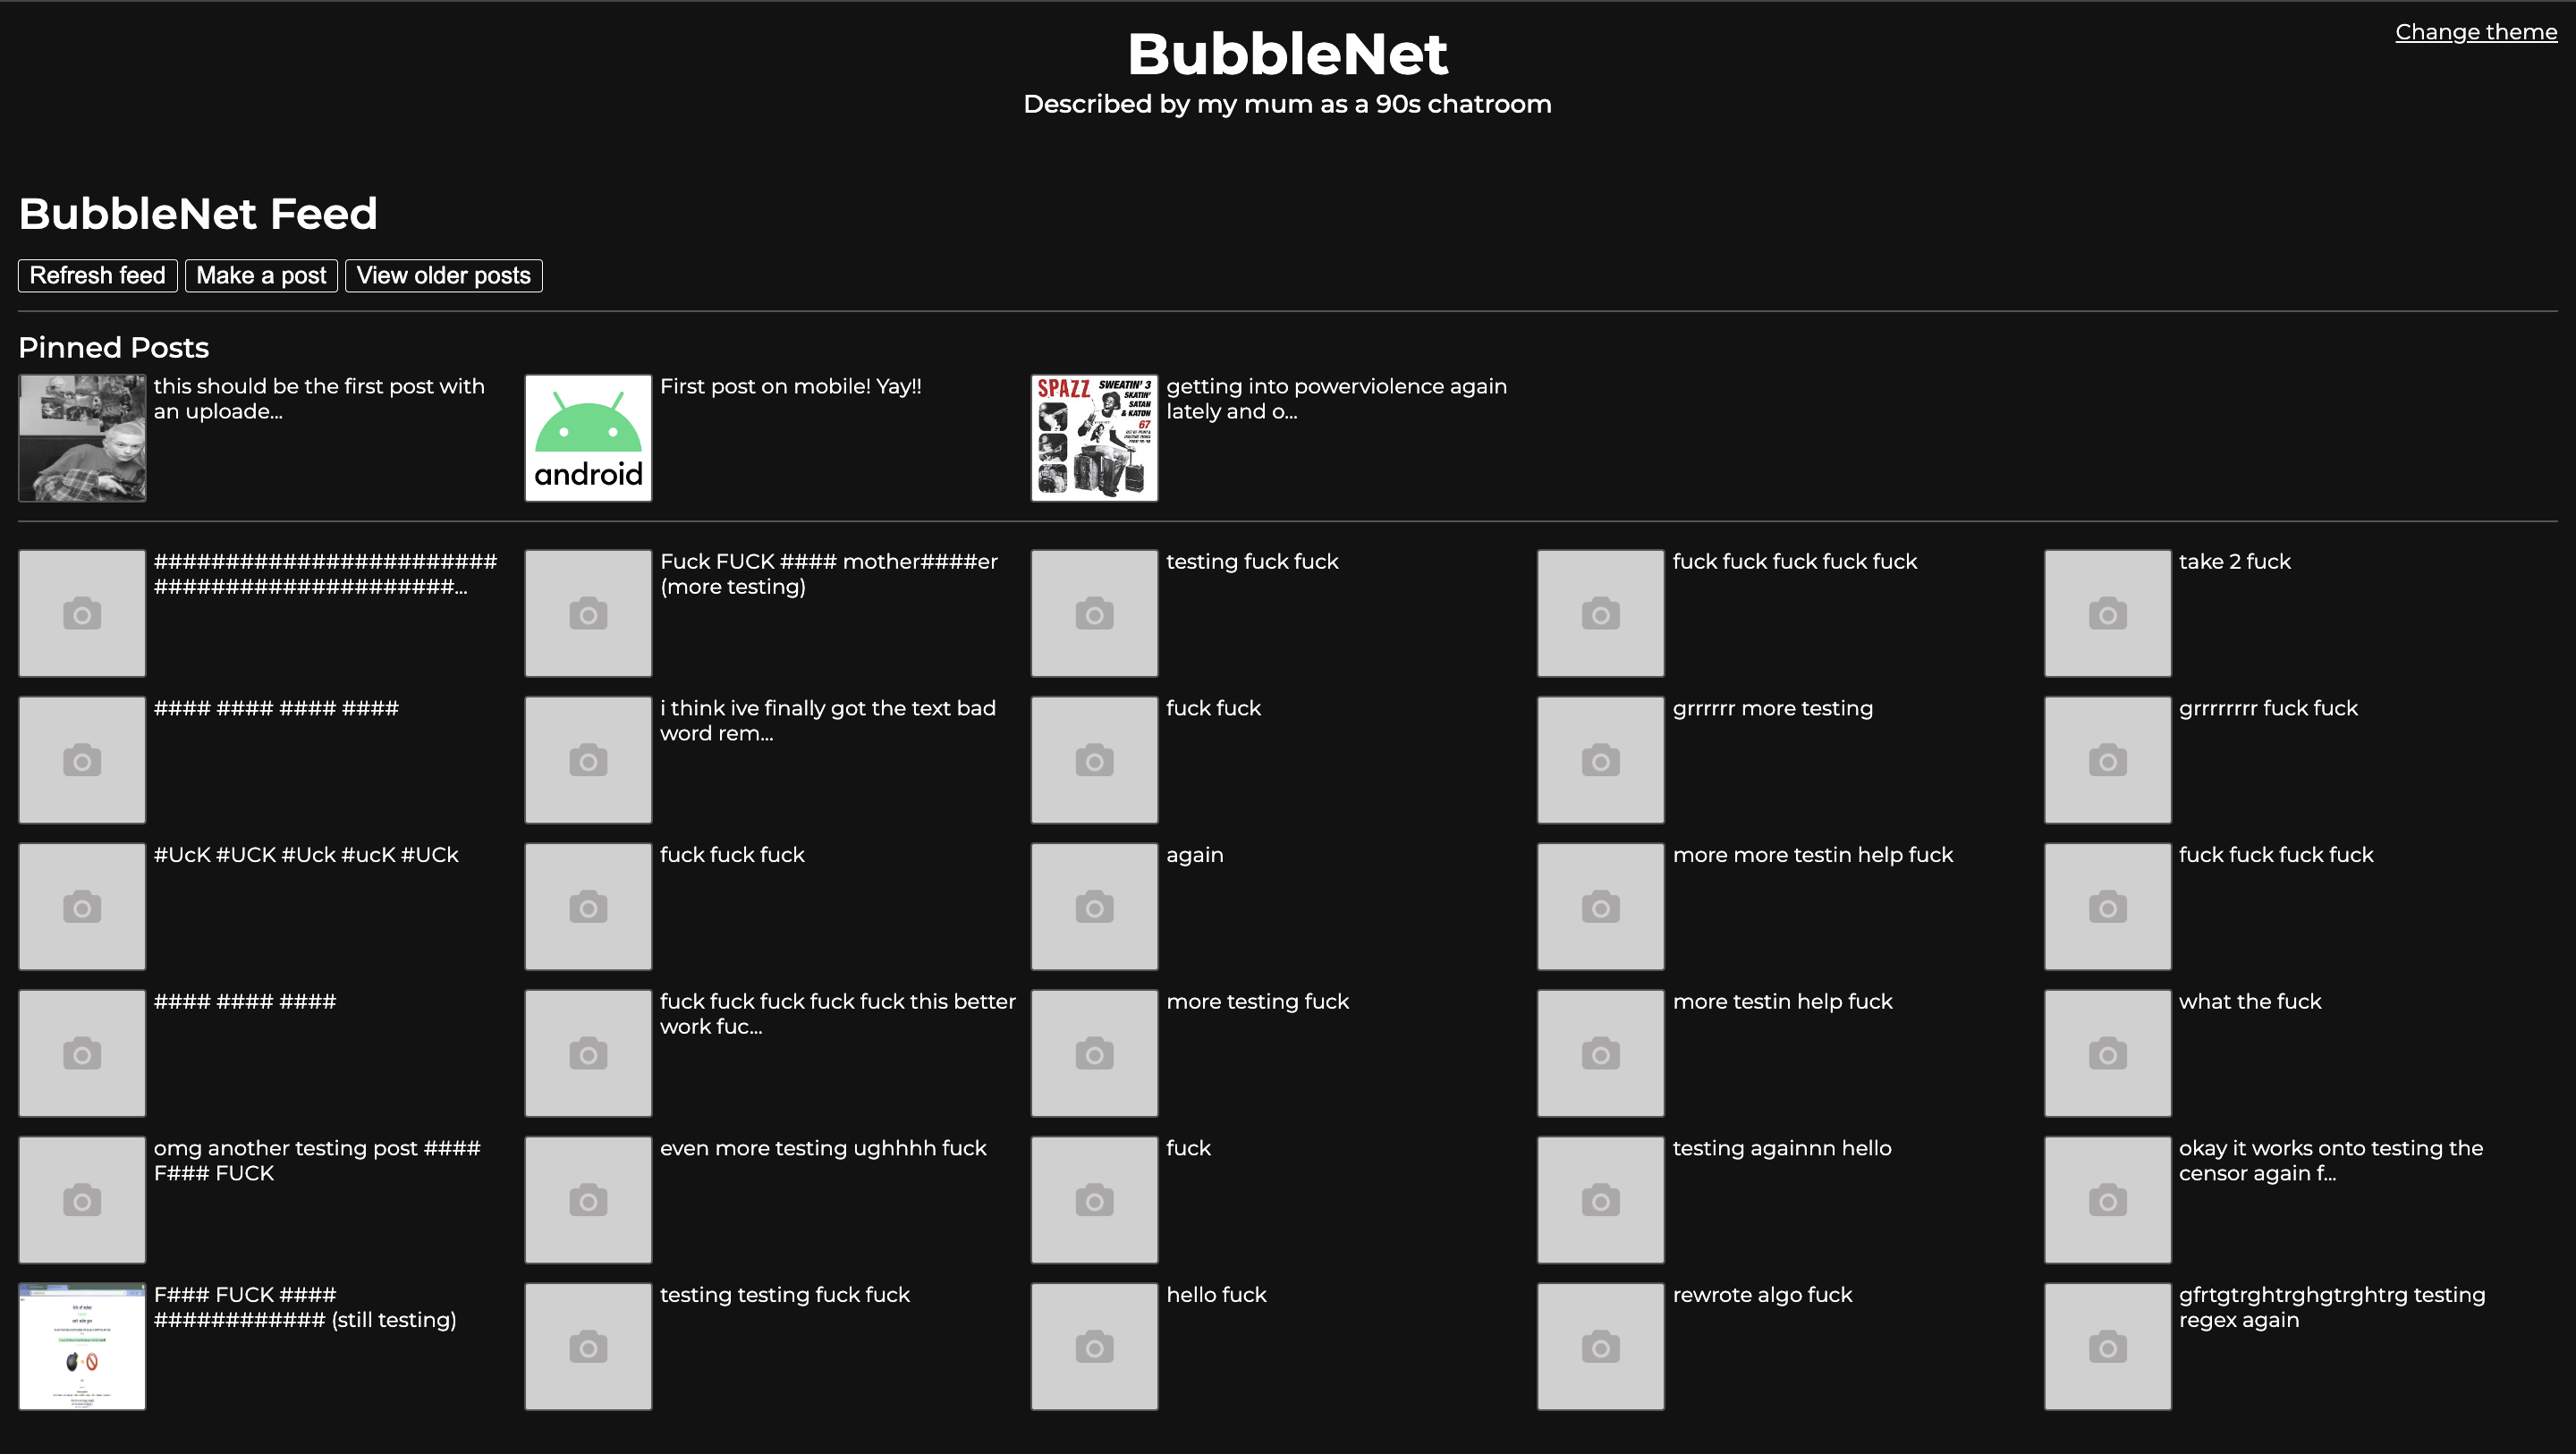 Change theme
BubbleNet
Described by my mum as a 90s chatroom
BubbleNet Feed
Refresh feed
Make a post
View older posts
Pinned Posts
this should be the first post with
an uploade...
android
First post on mobile! Yay!!
SPAZZ
SWEATIN' 3
SKATIN'
SATAN
& KATON
67
getting into powerviolence again
lately and o...
########################
#####################...
Fuck FUCK #### mother####er
(more testing)
testing fuck fuck
fuck fuck fuck fuck fuck
take 2 fuck
#### #### #### ####
i think ive finally got the text bad
word rem...
fuck fuck
grrrrrr more testing
grrrrrrrr fuck fuck
#UcK #UCK #Uck #ucK #UCk
fuck fuck fuck
again
more more testin help fuck
fuck fuck fuck fuck
#### #### ####
fuck fuck fuck fuck fuck this better
work fuc...
more testing fuck
more testin help fuck
what the fuck
omg another testing post ####
F### FUCK
even more testing ughhhh fuck
fuck
testing againnn hello
okay it works onto testing the
censor again f...
F### FUCK ####
############ (still testing)
testing testing fuck fuck
hello fuck
rewrote algo fuck
gfrtgtrghtrghgtrghtrg testing
regex again